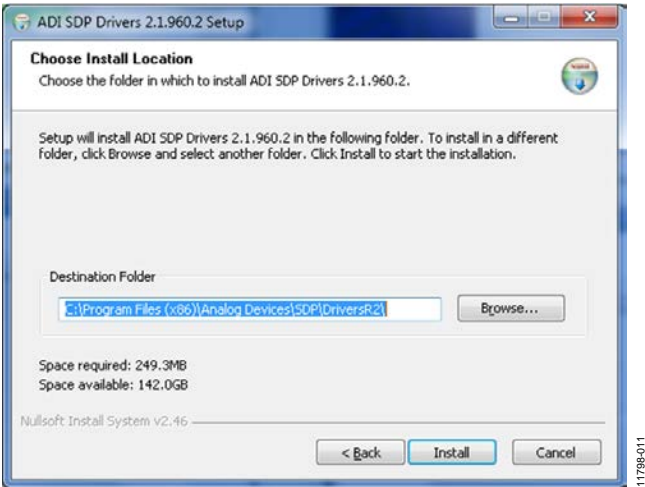 ADI SDP Drivers 2.1.960.2 Setup
Choose Install Location
Choose the folder in which to install ADI SDP Drivers 2.1.960.2.
Setup will install ADI SDP Drivers 2.1.960.2 in the following folder. To install in a different
folder, click Browse and select another folder. Click Install to start the installation.
Destination Folder
C:\Program Files (x86)\Analog Devices\SDP\DriversR2\
Browse...
Space required: 249.3MB
Space available: 142.0GB
Nullsoft Install System v2.46
< Back
Install
Cancel
11798-011